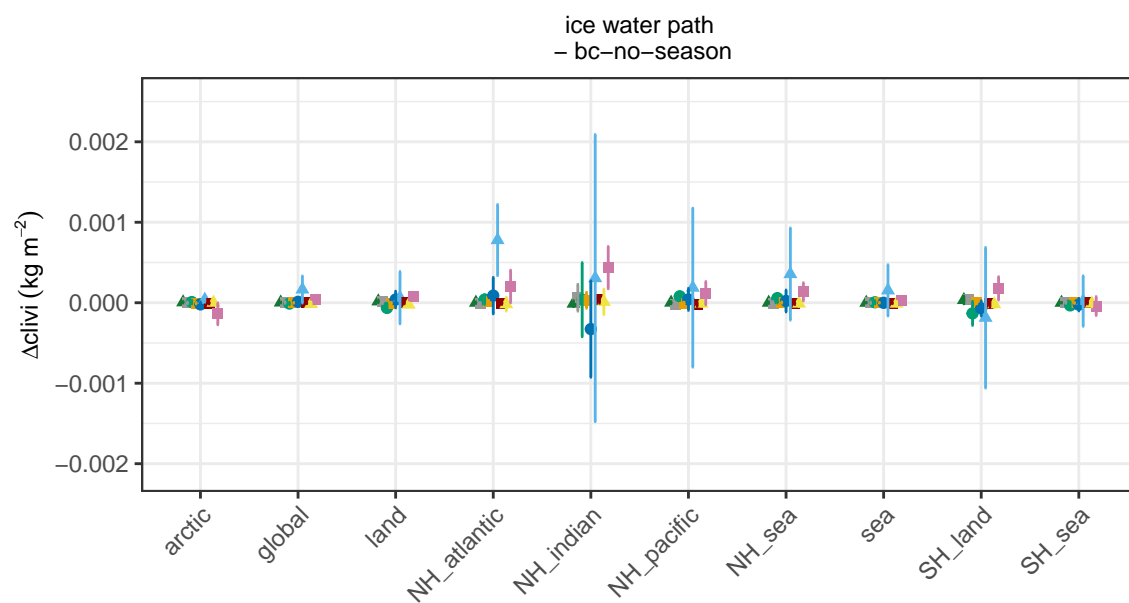 ice water path
− bc−no−season
Δclivi (kg m⁻²)
0.002
0.001
0.000
−0.001
−0.002
arctic
global
land
NH_atlantic
NH_indian
NH_pacific
NH_sea
sea
SH_land
SH_sea